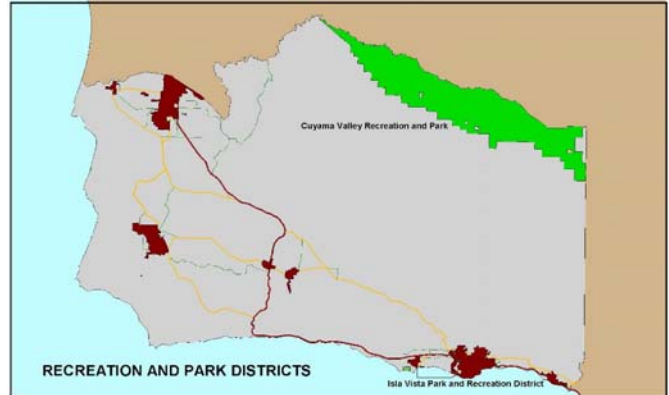 Cuyama Valley Recreation and Park
RECREATION AND PARK DISTRICTS
Isla Vista Park and Recreation District